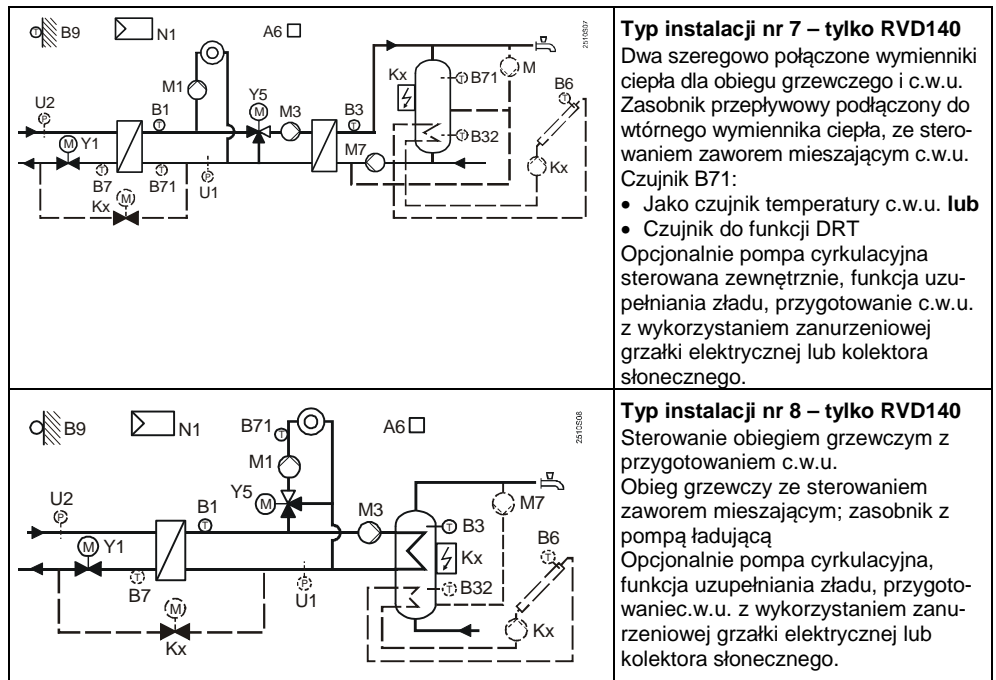 B9
N1
A6
2510S07
Typ instalacji nr 7 – tylko RVD140
Dwa szeregowo połączone wymienniki
ciepła dla obiegu grzewczego i c.w.u.
Zasobnik przepływowy podłączony do
wtórnego wymiennika ciepła, ze stero-
waniem zaworem mieszającym c.w.u.
Czujnik B71:
• Jako czujnik temperatury c.w.u. lub
• Czujnik do funkcji DRT
Opcjonalnie pompa cyrkulacyjna
sterowana zewnętrznie, funkcja uzu-
pełniania zładu, przygotowanie c.w.u.
z wykorzystaniem zanurzeniowej
grzałki elektrycznej lub kolektora
słonecznego.
T
U2
P
M
Y1
B1
T
M1
Y5
M
M3
B3
T
Kx
T
B71
M
B6
T
T
B32
M7
Kx
T
B7
T
B71
P
U1
Kx
M
T
B9
N1
B71
T
A6
2510S08
Typ instalacji nr 8 – tylko RVD140
Sterowanie obiegiem grzewczym z
przygotowaniem c.w.u.
Obieg grzewczy ze sterowaniem
zaworem mieszającym; zasobnik z
pompą ładującą
Opcjonalnie pompa cyrkulacyjna,
funkcja uzupełniania zładu, przygoto-
waniec.w.u. z wykorzystaniem zanu-
rzeniowej grzałki elektrycznej lub
kolektora słonecznego.
M1
U2
P
B1
T
Y5
M
M3
M7
M
Y1
T
B3
Kx
B6
T
T
B7
P
U1
T
B32
M
Kx
Kx